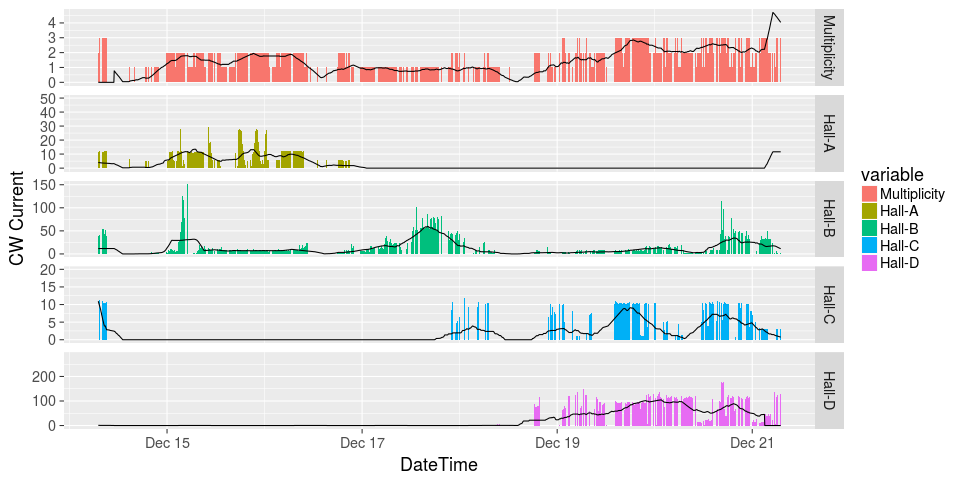 4
3
2
1
0
Multiplicity
50
40
30
20
10
0
Hall-A
150
100
50
0
Hall-B
20
15
10
5
0
Hall-C
200
100
0
Hall-D
Dec 15 Dec 17 Dec 19 Dec 21
DateTime
CW Current
variable
Multiplicity
Hall-A
Hall-B
Hall-C
Hall-D